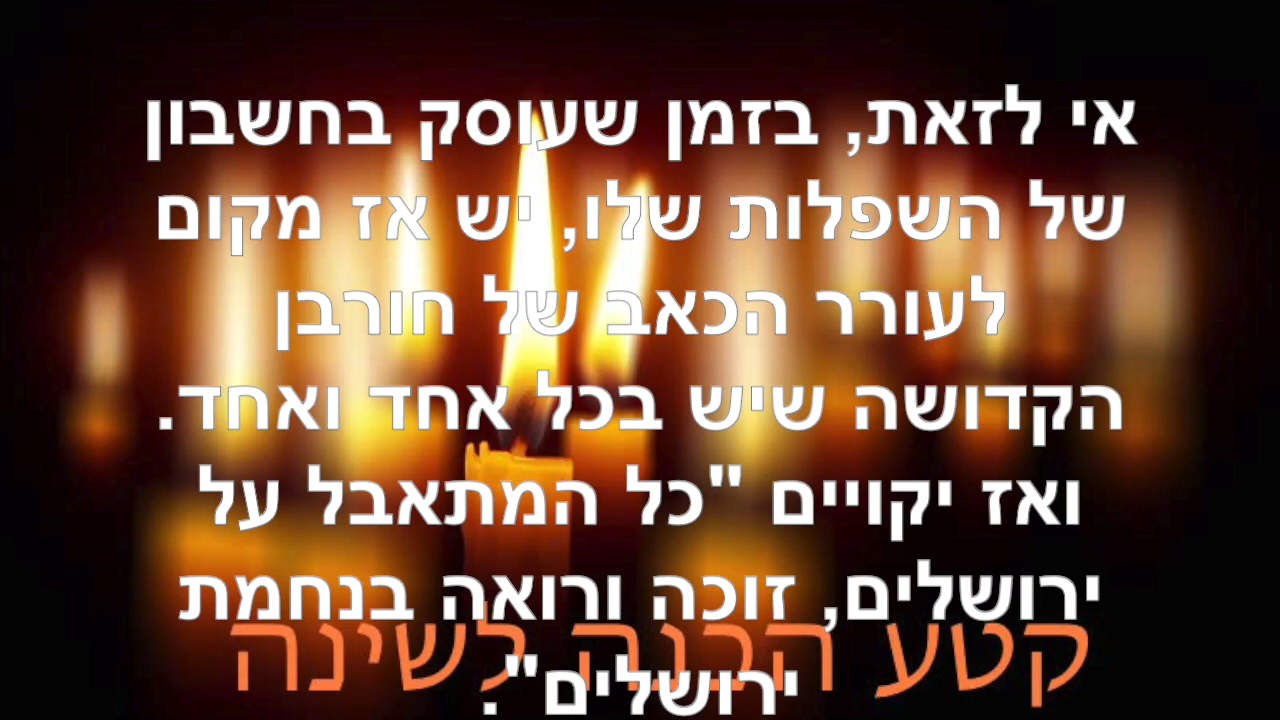 אי לזאת, בזמן שעוסק בחשבון
של השפלות שלו, יש אז מקום
לעורר הכאב של חורבן
הקדושה שיש בכל אחד ואחד.
ואז יקויים "כל המתאבל על
ירושלים, זוכה ורואה בנחמת
ירושלים".
קטע הכנה לשינה